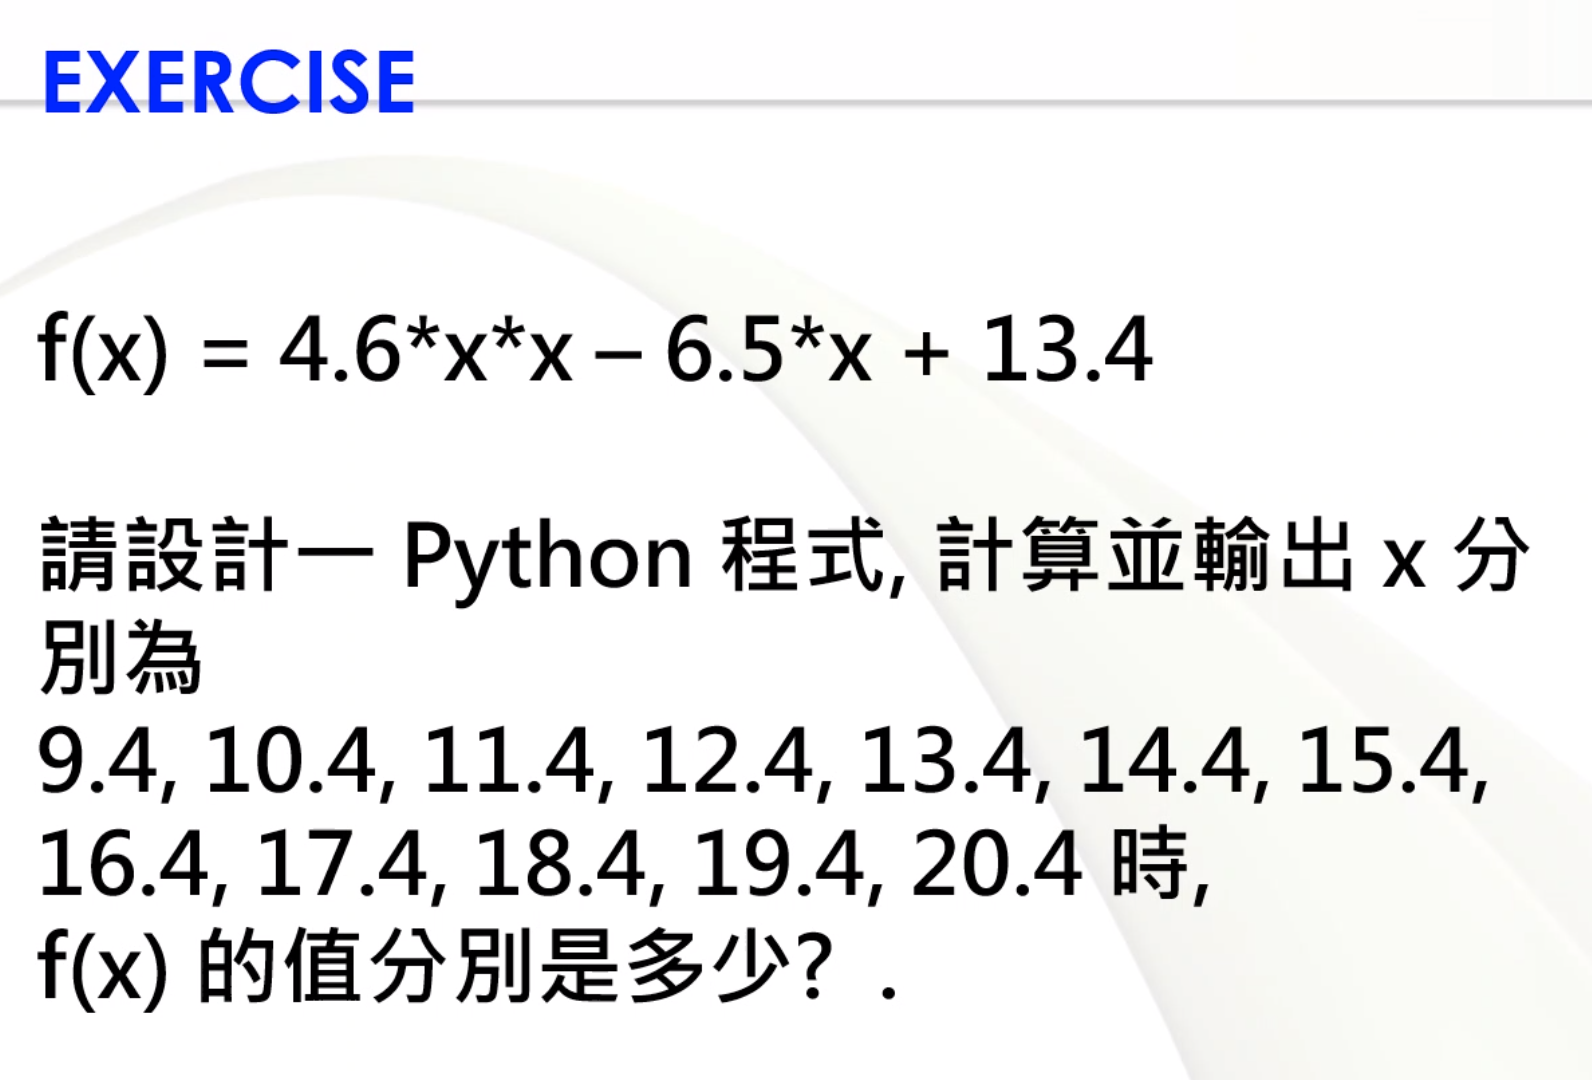 EXERCISE
f(x) = 4.6*x*x – 6.5*x + 13.4
請設計一 Python 程式, 計算並輸出 x 分
別為
9.4, 10.4, 11.4, 12.4, 13.4, 14.4, 15.4,
16.4, 17.4, 18.4, 19.4, 20.4 時,
f(x) 的值分別是多少? .